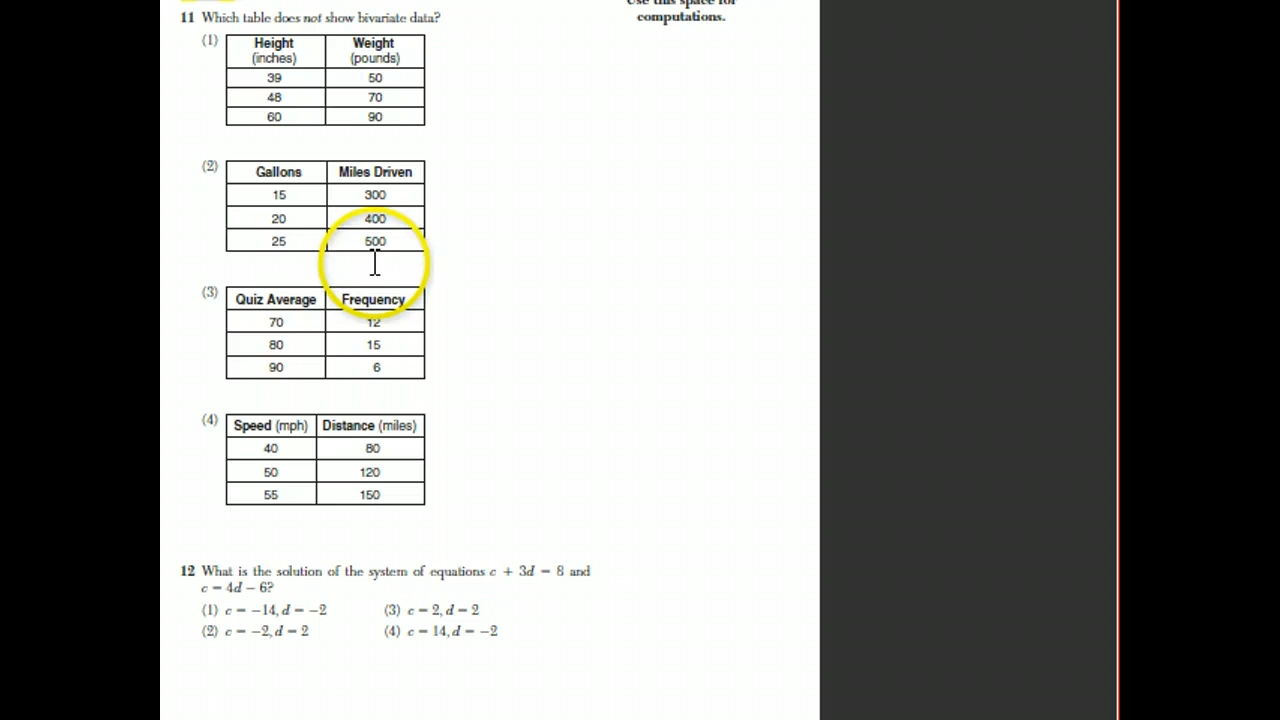 Use this space for
computations.
11 Which table does not show bivariate data?
(1)
Height Weight
(inches) (pounds)
39 50
48 70
60 90
(2)
Gallons Miles Driven
15 300
20 400
25 500
(3)
Quiz Average Frequency
70 12
80 15
90 6
(4)
Speed (mph) Distance (miles)
40 80
50 120
55 150
12 What is the solution of the system of equations c + 3d = 8 and
c = 4d − 6?
(1) c = −14, d = −2 (3) c = 2, d = 2
(2) c = −2, d = 2 (4) c = 14, d = −2